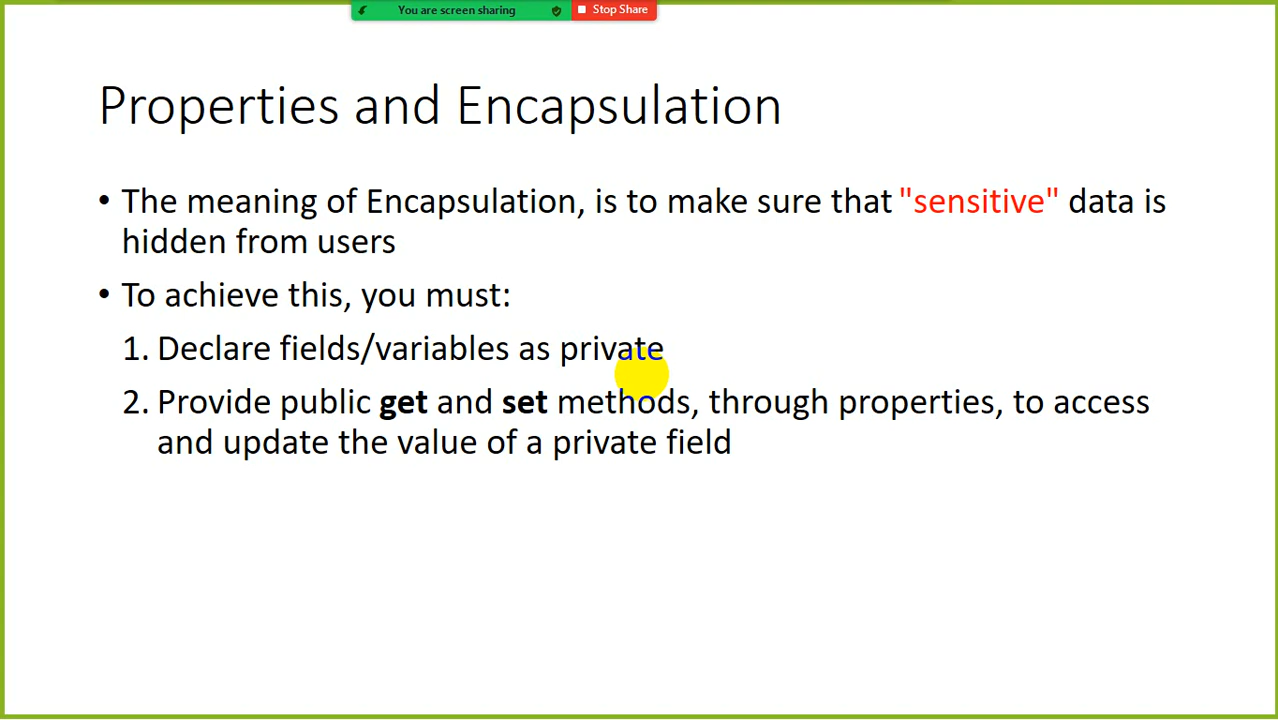 You are screen sharing Stop Share
Properties and Encapsulation
• The meaning of Encapsulation, is to make sure that "sensitive" data is
hidden from users
• To achieve this, you must:
1. Declare fields/variables as private
2. Provide public get and set methods, through properties, to access
and update the value of a private field